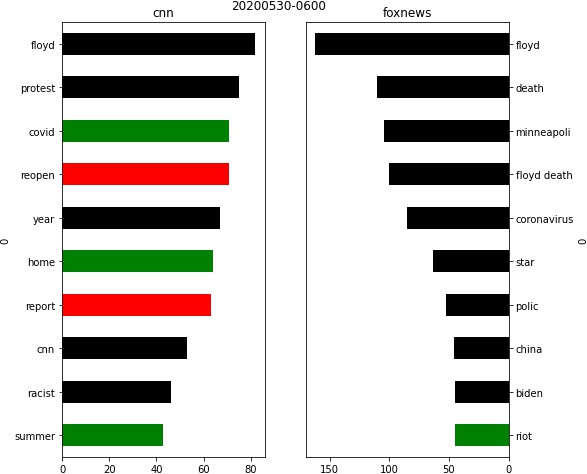 20200530-0600
cnn
foxnews
floyd
protest
covid
reopen
year
home
report
cnn
racist
summer
0
0 20 40 60 80
floyd
death
minneapoli
floyd death
coronavirus
star
polic
china
biden
riot
0
150 100 50 0